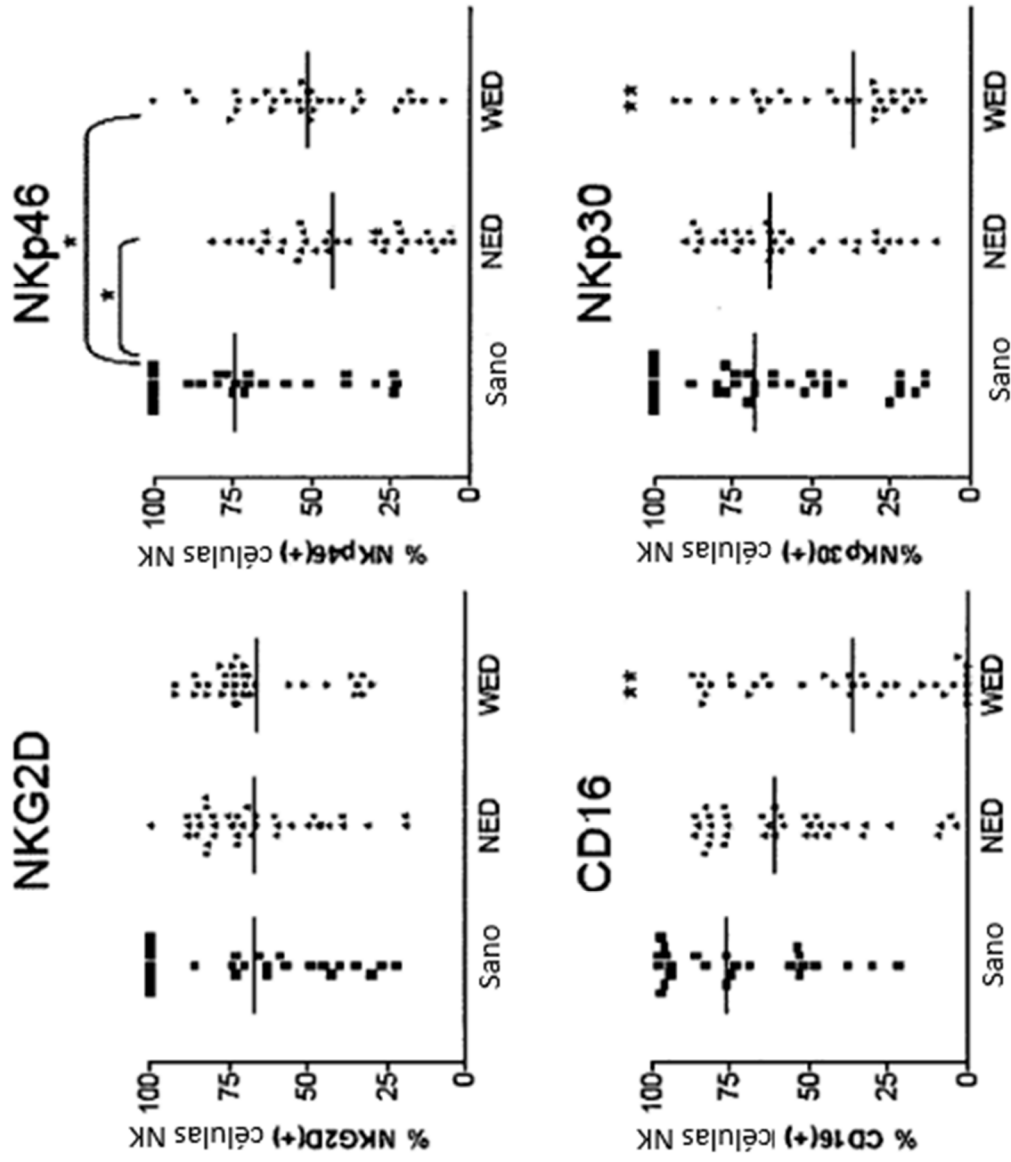 NKG2D
% NKG2D(+) células NK
100
75
50
25
0
Sano
NED
WED
NKp46
*
*
% NKp46(+) células NK
100
75
50
25
0
Sano
NED
WED
CD16
**
% CD16(+) lcélulas NK
100
75
50
25
0
Sano
NED
WED
NKp30
**
%NKp30(+) células NK
100
75
50
25
0
Sano
NED
WED